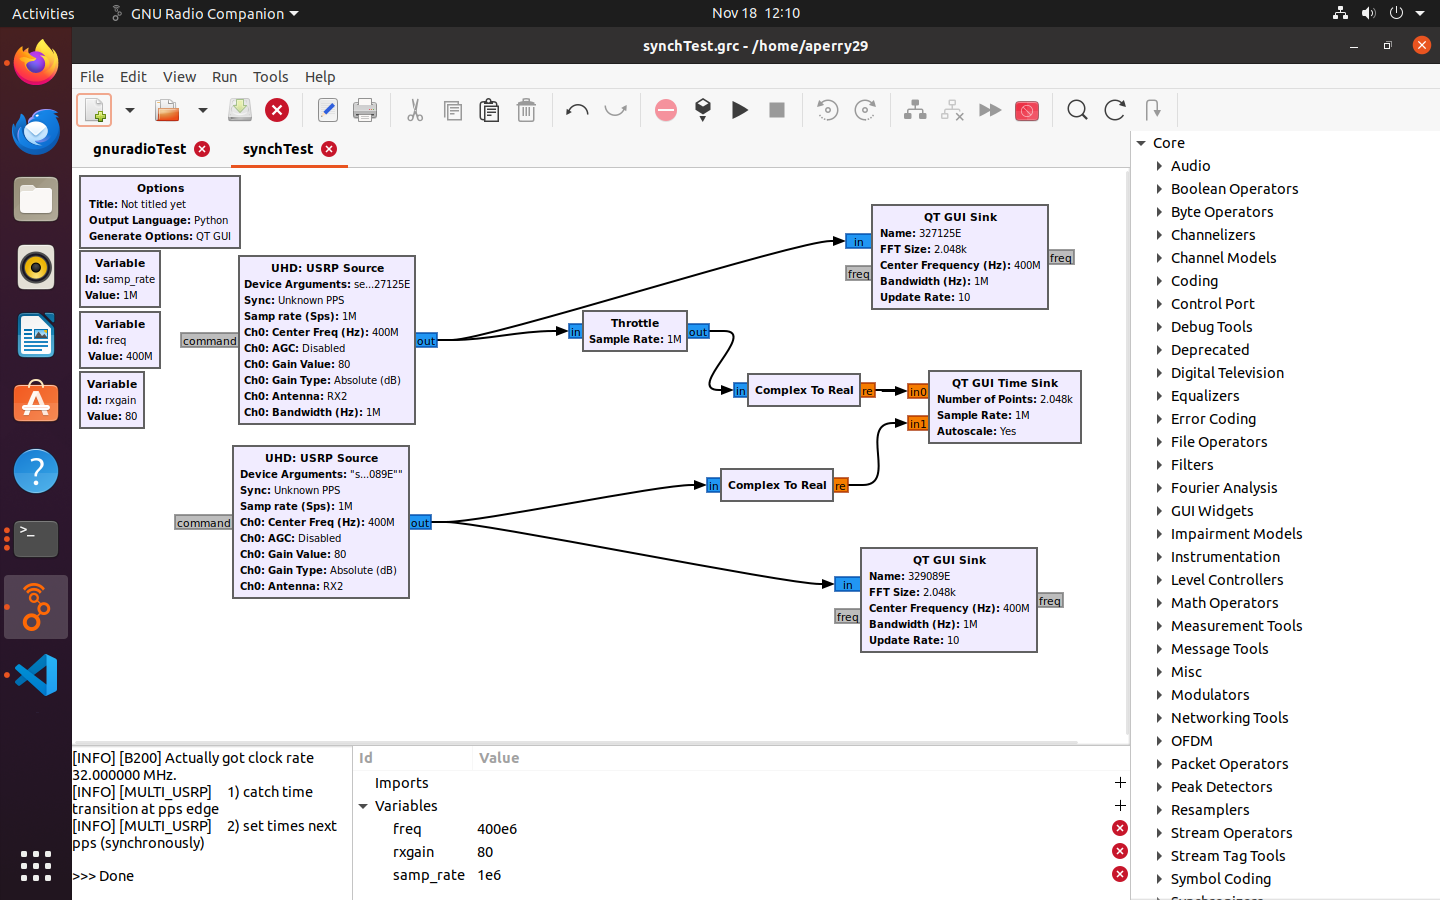 Activities
GNU Radio Companion
Nov 18 12:10
synchTest.grc - /home/aperry29
File Edit View Run Tools Help
gnuradioTest
synchTest
Options
Title: Not titled yet
Output Language: Python
Generate Options: QT GUI
Variable
Id: samp_rate
Value: 1M
Variable
Id: freq
Value: 400M
Variable
Id: rxgain
Value: 80
command
UHD: USRP Source
Device Arguments: se...27125E
Sync: Unknown PPS
Samp rate (Sps): 1M
Ch0: Center Freq (Hz): 400M
Ch0: AGC: Disabled
Ch0: Gain Value: 80
Ch0: Gain Type: Absolute (dB)
Ch0: Antenna: RX2
Ch0: Bandwidth (Hz): 1M
out
command
UHD: USRP Source
Device Arguments: "s...089E""
Sync: Unknown PPS
Samp rate (Sps): 1M
Ch0: Center Freq (Hz): 400M
Ch0: AGC: Disabled
Ch0: Gain Value: 80
Ch0: Gain Type: Absolute (dB)
Ch0: Antenna: RX2
out
in
Throttle
Sample Rate: 1M
out
in
Complex To Real
re
in
Complex To Real
re
in
freq
QT GUI Sink
Name: 327125E
FFT Size: 2.048k
Center Frequency (Hz): 400M
Bandwidth (Hz): 1M
Update Rate: 10
freq
in0
in1
QT GUI Time Sink
Number of Points: 2.048k
Sample Rate: 1M
Autoscale: Yes
in
freq
QT GUI Sink
Name: 329089E
FFT Size: 2.048k
Center Frequency (Hz): 400M
Bandwidth (Hz): 1M
Update Rate: 10
freq
Core
Audio
Boolean Operators
Byte Operators
Channelizers
Channel Models
Coding
Control Port
Debug Tools
Deprecated
Digital Television
Equalizers
Error Coding
File Operators
Filters
Fourier Analysis
GUI Widgets
Impairment Models
Instrumentation
Level Controllers
Math Operators
Measurement Tools
Message Tools
Misc
Modulators
Networking Tools
OFDM
Packet Operators
Peak Detectors
Resamplers
Stream Operators
Stream Tag Tools
Symbol Coding
[INFO] [B200] Actually got clock rate
32.000000 MHz.
[INFO] [MULTI_USRP] 1) catch time
transition at pps edge
[INFO] [MULTI_USRP] 2) set times next
pps (synchronously)
>>> Done
Id Value
Imports
Variables
freq 400e6
rxgain 80
samp_rate 1e6